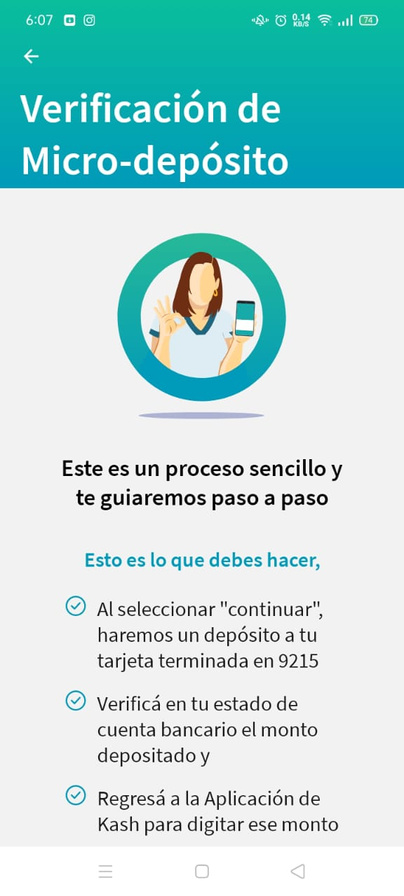 6:07
0.14
KB/S
74
Verificación de
Micro-depósito
Este es un proceso sencillo y
te guiaremos paso a paso
Esto es lo que debes hacer,
Al seleccionar "continuar",
haremos un depósito a tu
tarjeta terminada en 9215
Verificá en tu estado de
cuenta bancario el monto
depositado y
Regresá a la Aplicación de
Kash para digitar ese monto